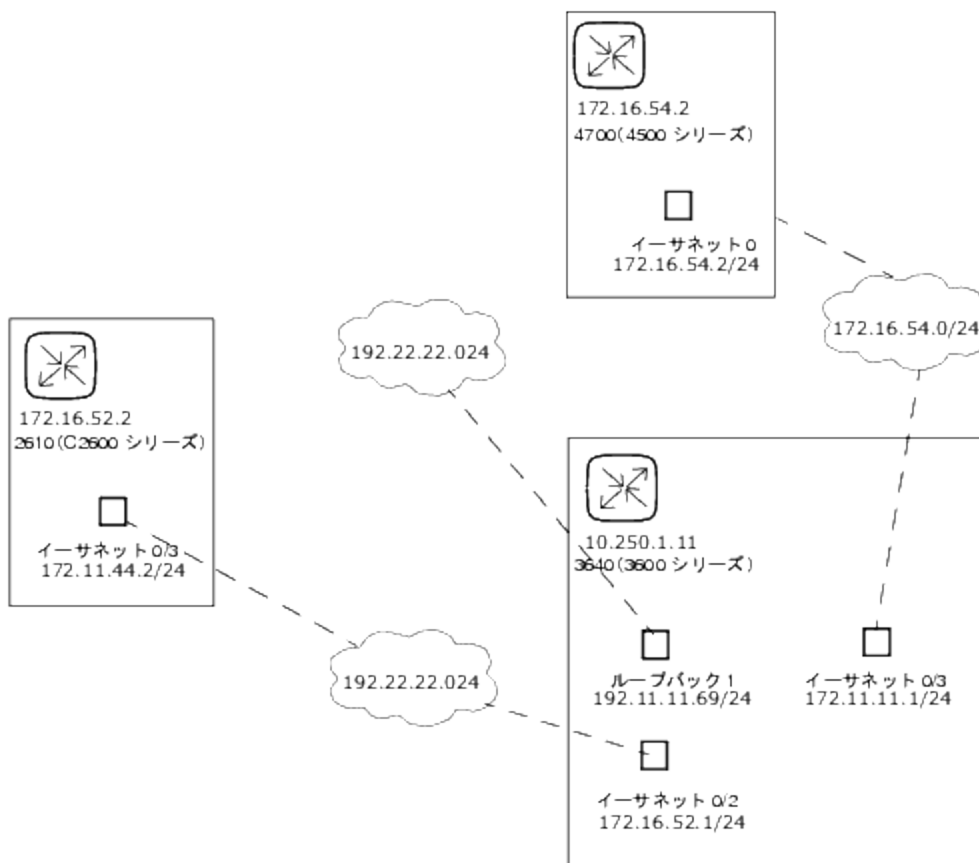 172.16.54.2
4700(4500 シリーズ)
イーサネット 0
172.16.54.2/24
172.16.54.0/24
192.22.22.024
172.16.52.2
2610(C2600 シリーズ)
イーサネット 0/3
172.11.44.2/24
10.250.1.11
3640(3600 シリーズ)
192.22.22.024
ループバック 1
192.11.11.69/24
イーサネット 0/3
172.11.11.1/24
イーサネット 0/2
172.16.52.1/24